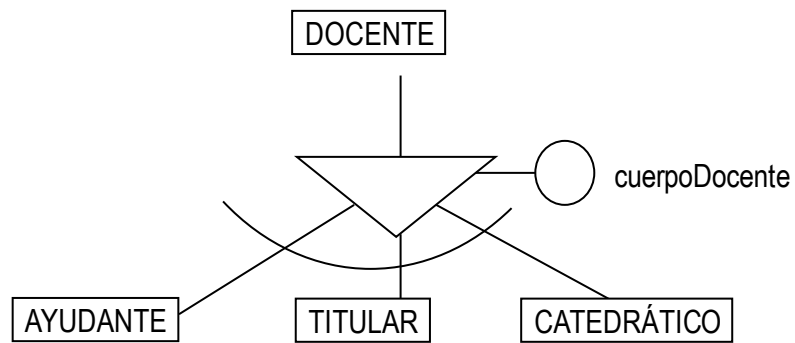 DOCENTE
cuerpoDocente
AYUDANTE
TITULAR
CATEDRÁTICO